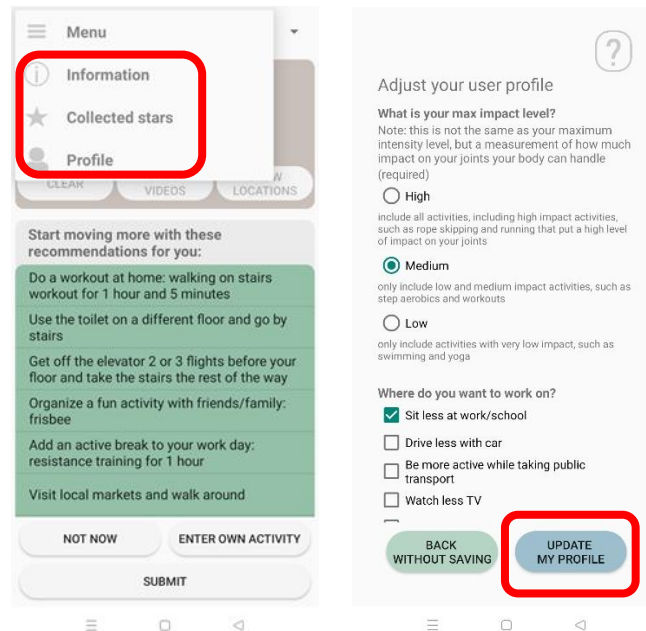 Menu
Information
Collected stars
Profile
CLEAR
VIDEOS
LOCATIONS
Start moving more with these
recommendations for you:
Do a workout at home: walking on stairs
workout for 1 hour and 5 minutes
Use the toilet on a different floor and go by
stairs
Get off the elevator 2 or 3 flights before your
floor and take the stairs the rest of the way
Organize a fun activity with friends/family:
frisbee
Add an active break to your work day:
resistance training for 1 hour
Visit local markets and walk around
NOT NOW
ENTER OWN ACTIVITY
SUBMIT
?
Adjust your user profile
What is your max impact level?
Note: this is not the same as your maximum
intensity level, but a measurement of how much
impact on your joints your body can handle
(required)
High
include all activities, including high impact activities,
such as rope skipping and running that put a high level
of impact on your joints
Medium
only include low and medium impact activities, such as
step aerobics and workouts
Low
only include activities with very low impact, such as
swimming and yoga
Where do you want to work on?
Sit less at work/school
Drive less with car
Be more active while taking public
transport
Watch less TV
BACK
WITHOUT SAVING
UPDATE
MY PROFILE